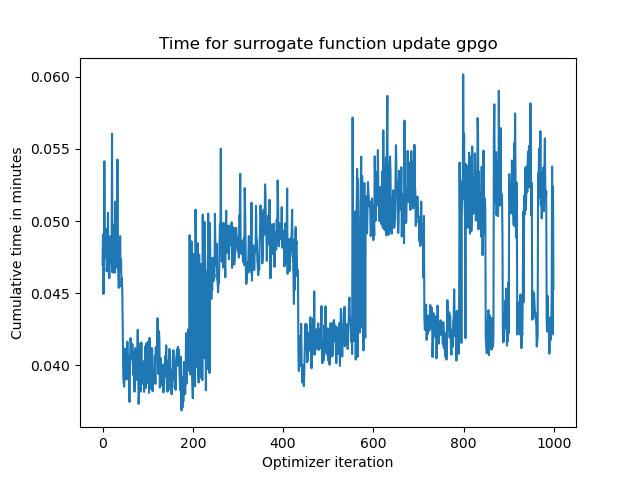 Time for surrogate function update gpgo
Cumulative time in minutes
0.060
0.055
0.050
0.045
0.040
0 200 400 600 800 1000
Optimizer iteration